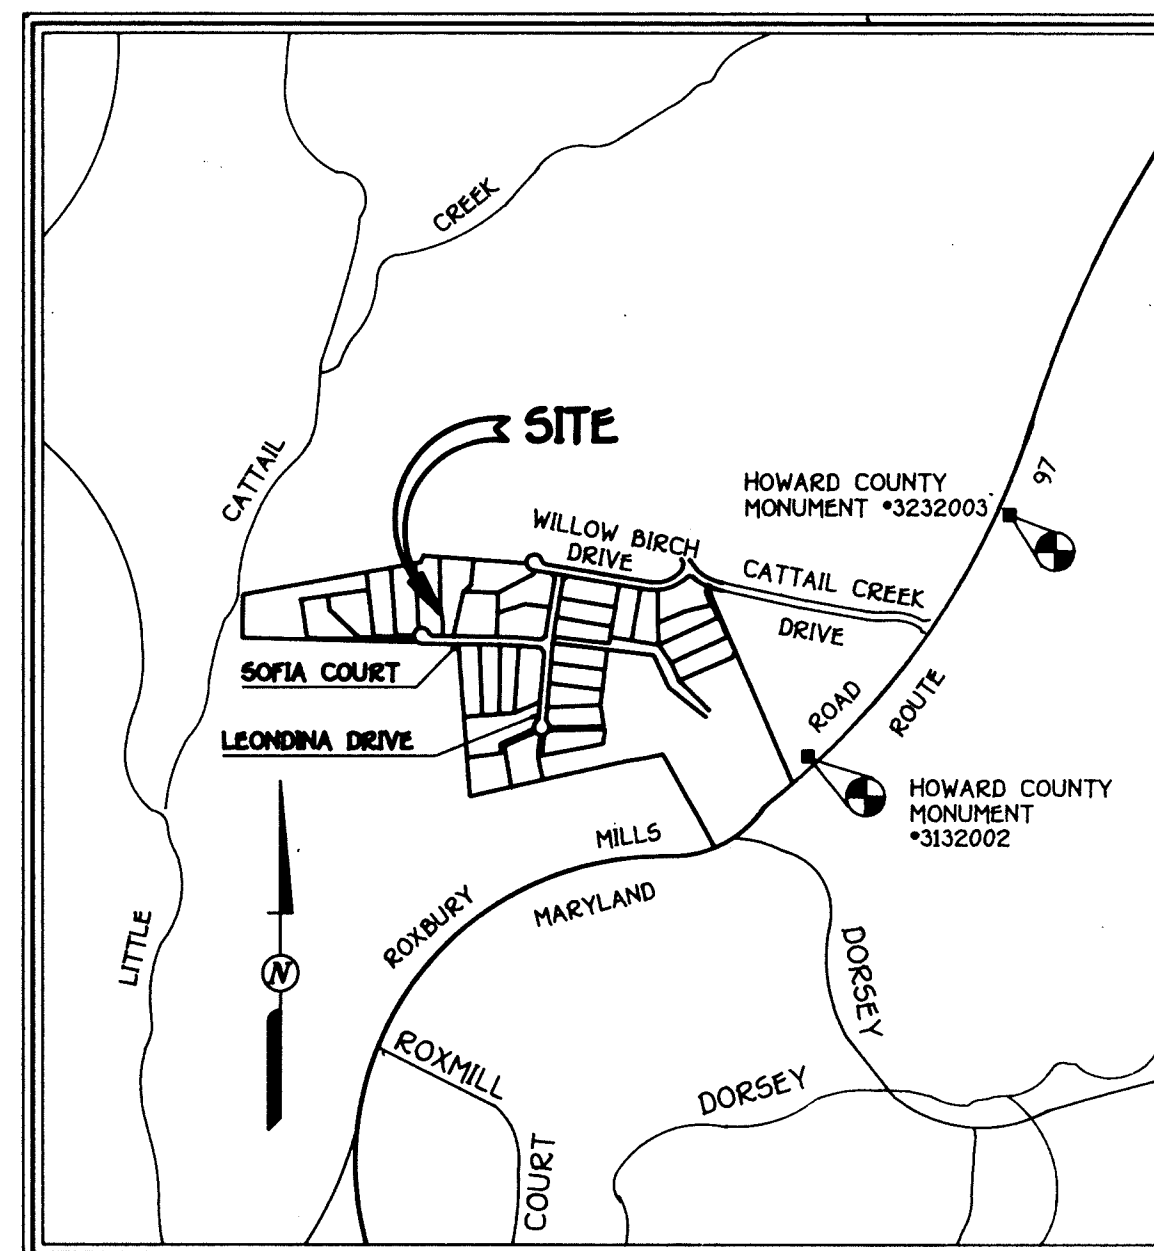 CREEK
SITE
CATTAIL
97
HOWARD COUNTY
MONUMENT •3232003
WILLOW BIRCH
DRIVE
CATTAIL CREEK
DRIVE
SOFIA COURT
ROAD
ROUTE
LEONDINA DRIVE
HOWARD COUNTY
MONUMENT
•3132002
MILLS
MARYLAND
ROXBURY
LITTLE
N
DORSEY
ROXMILL
DORSEY
COURT